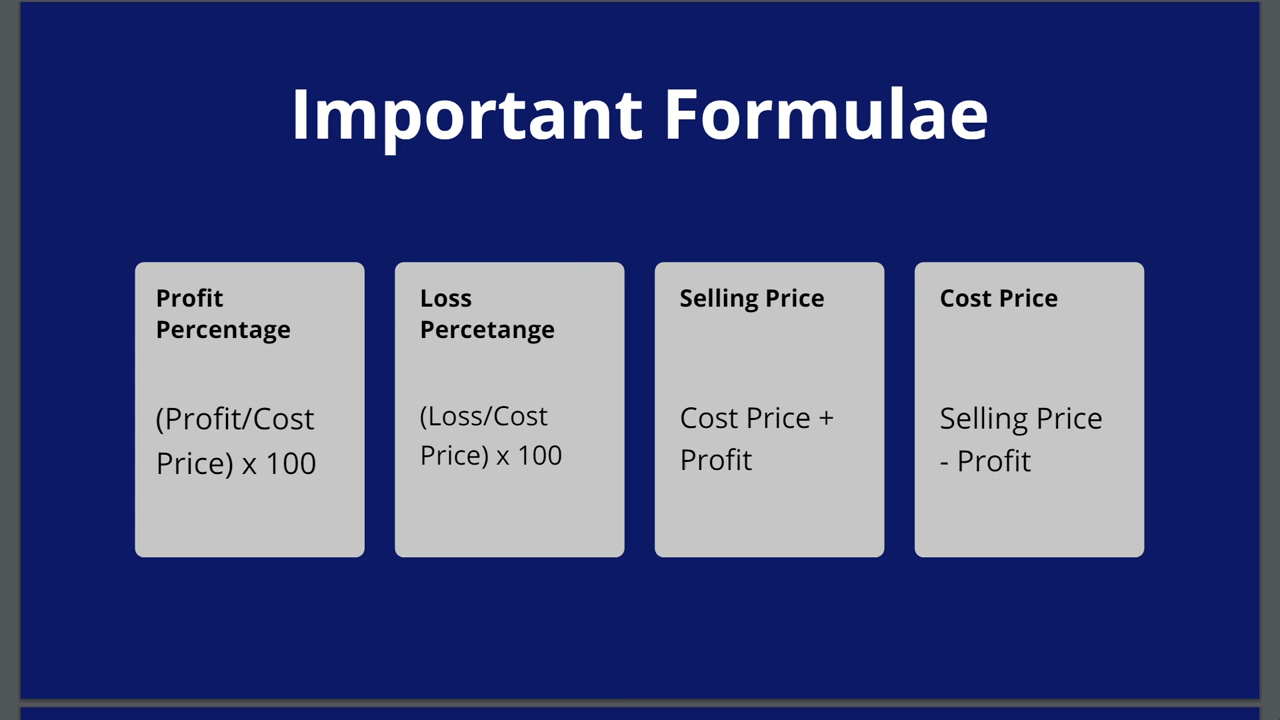 Important Formulae
Profit
Percentage
(Profit/Cost
Price) x 100
Loss
Percetange
(Loss/Cost
Price) x 100
Selling Price
Cost Price +
Profit
Cost Price
Selling Price
- Profit